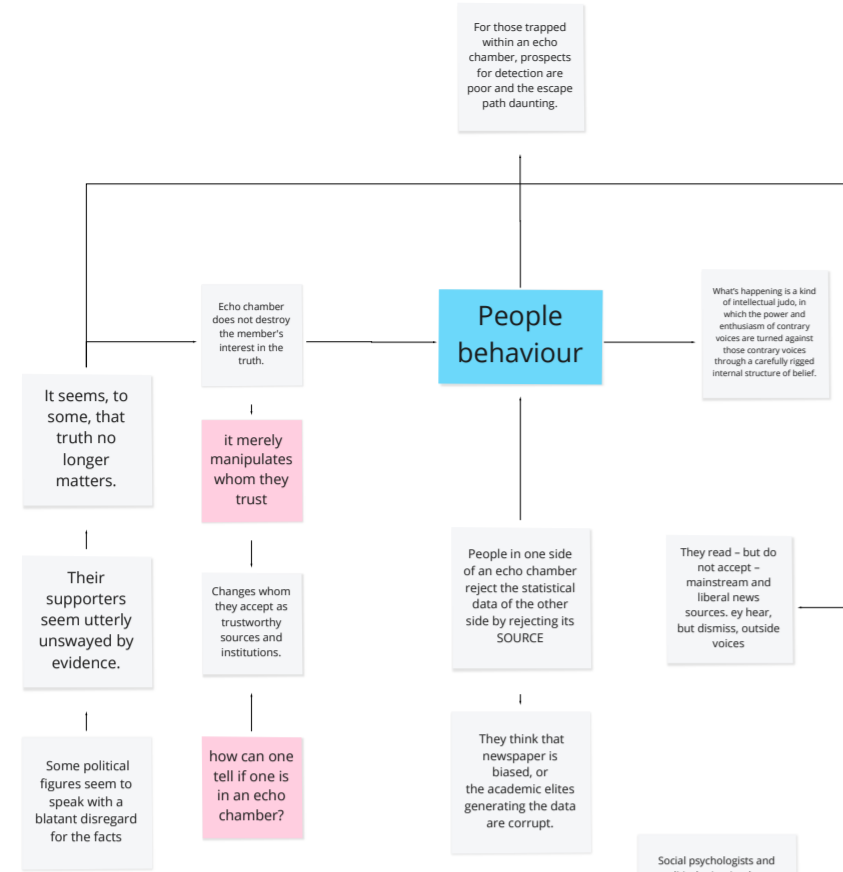 For those trapped
within an echo
chamber, prospects
for detection are
poor and the escape
path daunting.
Echo chamber
does not destroy
the member's
interest in the
truth.
People
behaviour
What's happening is a kind
of intellectual judo, in
which the power and
enthusiasm of contrary
voices are turned against
those contrary voices
through a carefully rigged
internal structure of belief.
It seems, to
some, that
truth no
longer
matters.
it merely
manipulates
whom they
trust
Their
supporters
seem utterly
unswayed by
evidence.
Changes whom
they accept as
trustworthy
sources and
institutions.
People in one side
of an echo chamber
reject the statistical
data of the other
side by rejecting its
SOURCE
They read – but do
not accept –
mainstream and
liberal news
sources. ey hear,
but dismiss, outside
voices
Some political
figures seem to
speak with a
blatant disregard
for the facts
how can one
tell if one is
in an echo
chamber?
They think that
newspaper is
biased, or
the academic elites
generating the data
are corrupt.
Social psychologists and